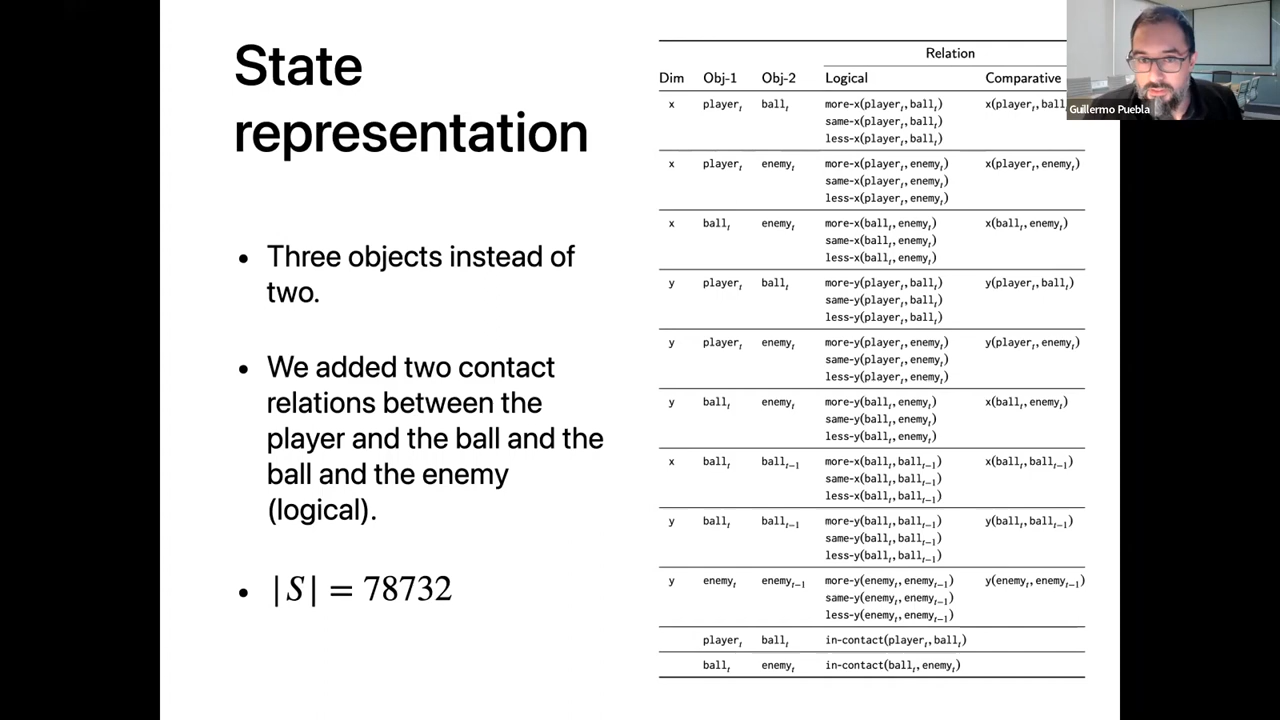 State
representation
• Three objects instead of
two.
• We added two contact
relations between the
player and the ball and the
ball and the enemy
(logical).
• |S| = 78732
Relation
Dim Obj-1 Obj-2 Logical Comparative
x playerₜ ballₜ more-x(playerₜ, ballₜ) x(playerₜ, ball
same-x(playerₜ, ballₜ)
less-x(playerₜ, ballₜ)
x playerₜ enemyₜ more-x(playerₜ, enemyₜ) x(playerₜ, enemyₜ)
same-x(playerₜ, enemyₜ)
less-x(playerₜ, enemyₜ)
x ballₜ enemyₜ more-x(ballₜ, enemyₜ) x(ballₜ, enemyₜ)
same-x(ballₜ, enemyₜ)
less-x(ballₜ, enemyₜ)
y playerₜ ballₜ more-y(playerₜ, ballₜ) y(playerₜ, ballₜ)
same-y(playerₜ, ballₜ)
less-y(playerₜ, ballₜ)
y playerₜ enemyₜ more-y(playerₜ, enemyₜ) y(playerₜ, enemyₜ)
same-y(playerₜ, enemyₜ)
less-y(playerₜ, enemyₜ)
y ballₜ enemyₜ more-y(ballₜ, enemyₜ) x(ballₜ, enemyₜ)
same-y(ballₜ, enemyₜ)
less-y(ballₜ, enemyₜ)
x ballₜ ballₜ₋₁ more-x(ballₜ, ballₜ₋₁) x(ballₜ, ballₜ₋₁)
same-x(ballₜ, ballₜ₋₁)
less-x(ballₜ, ballₜ₋₁)
y ballₜ ballₜ₋₁ more-y(ballₜ, ballₜ₋₁) y(ballₜ, ballₜ₋₁)
same-y(ballₜ, ballₜ₋₁)
less-y(ballₜ, ballₜ₋₁)
y enemyₜ enemyₜ₋₁ more-y(enemyₜ, enemyₜ₋₁) y(enemyₜ, enemyₜ₋₁)
same-y(enemyₜ, enemyₜ₋₁)
less-y(enemyₜ, enemyₜ₋₁)
playerₜ ballₜ in-contact(playerₜ, ballₜ)
ballₜ enemyₜ in-contact(ballₜ, enemyₜ)
Guillermo Puebla